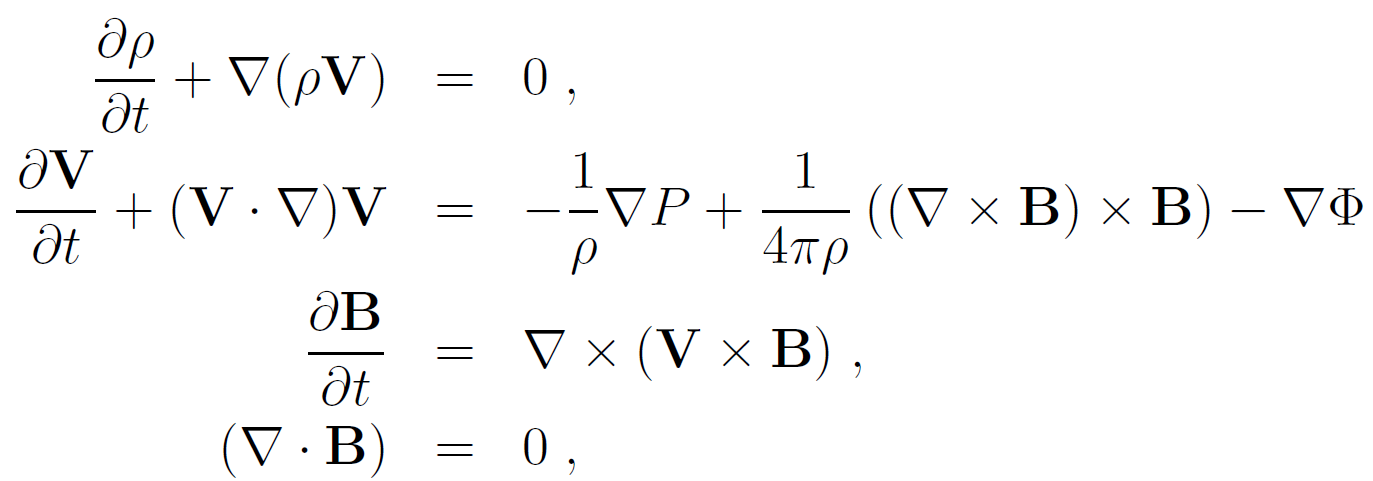 ∂ρ/∂t + ∇(ρ𝐕) = 0 ,
∂𝐕/∂t + (𝐕 · ∇)𝐕 = −1/ρ ∇P + 1/4πρ ((∇ × 𝐁) × 𝐁) − ∇Φ
∂𝐁/∂t = ∇ × (𝐕 × 𝐁) ,
(∇ · 𝐁) = 0 ,